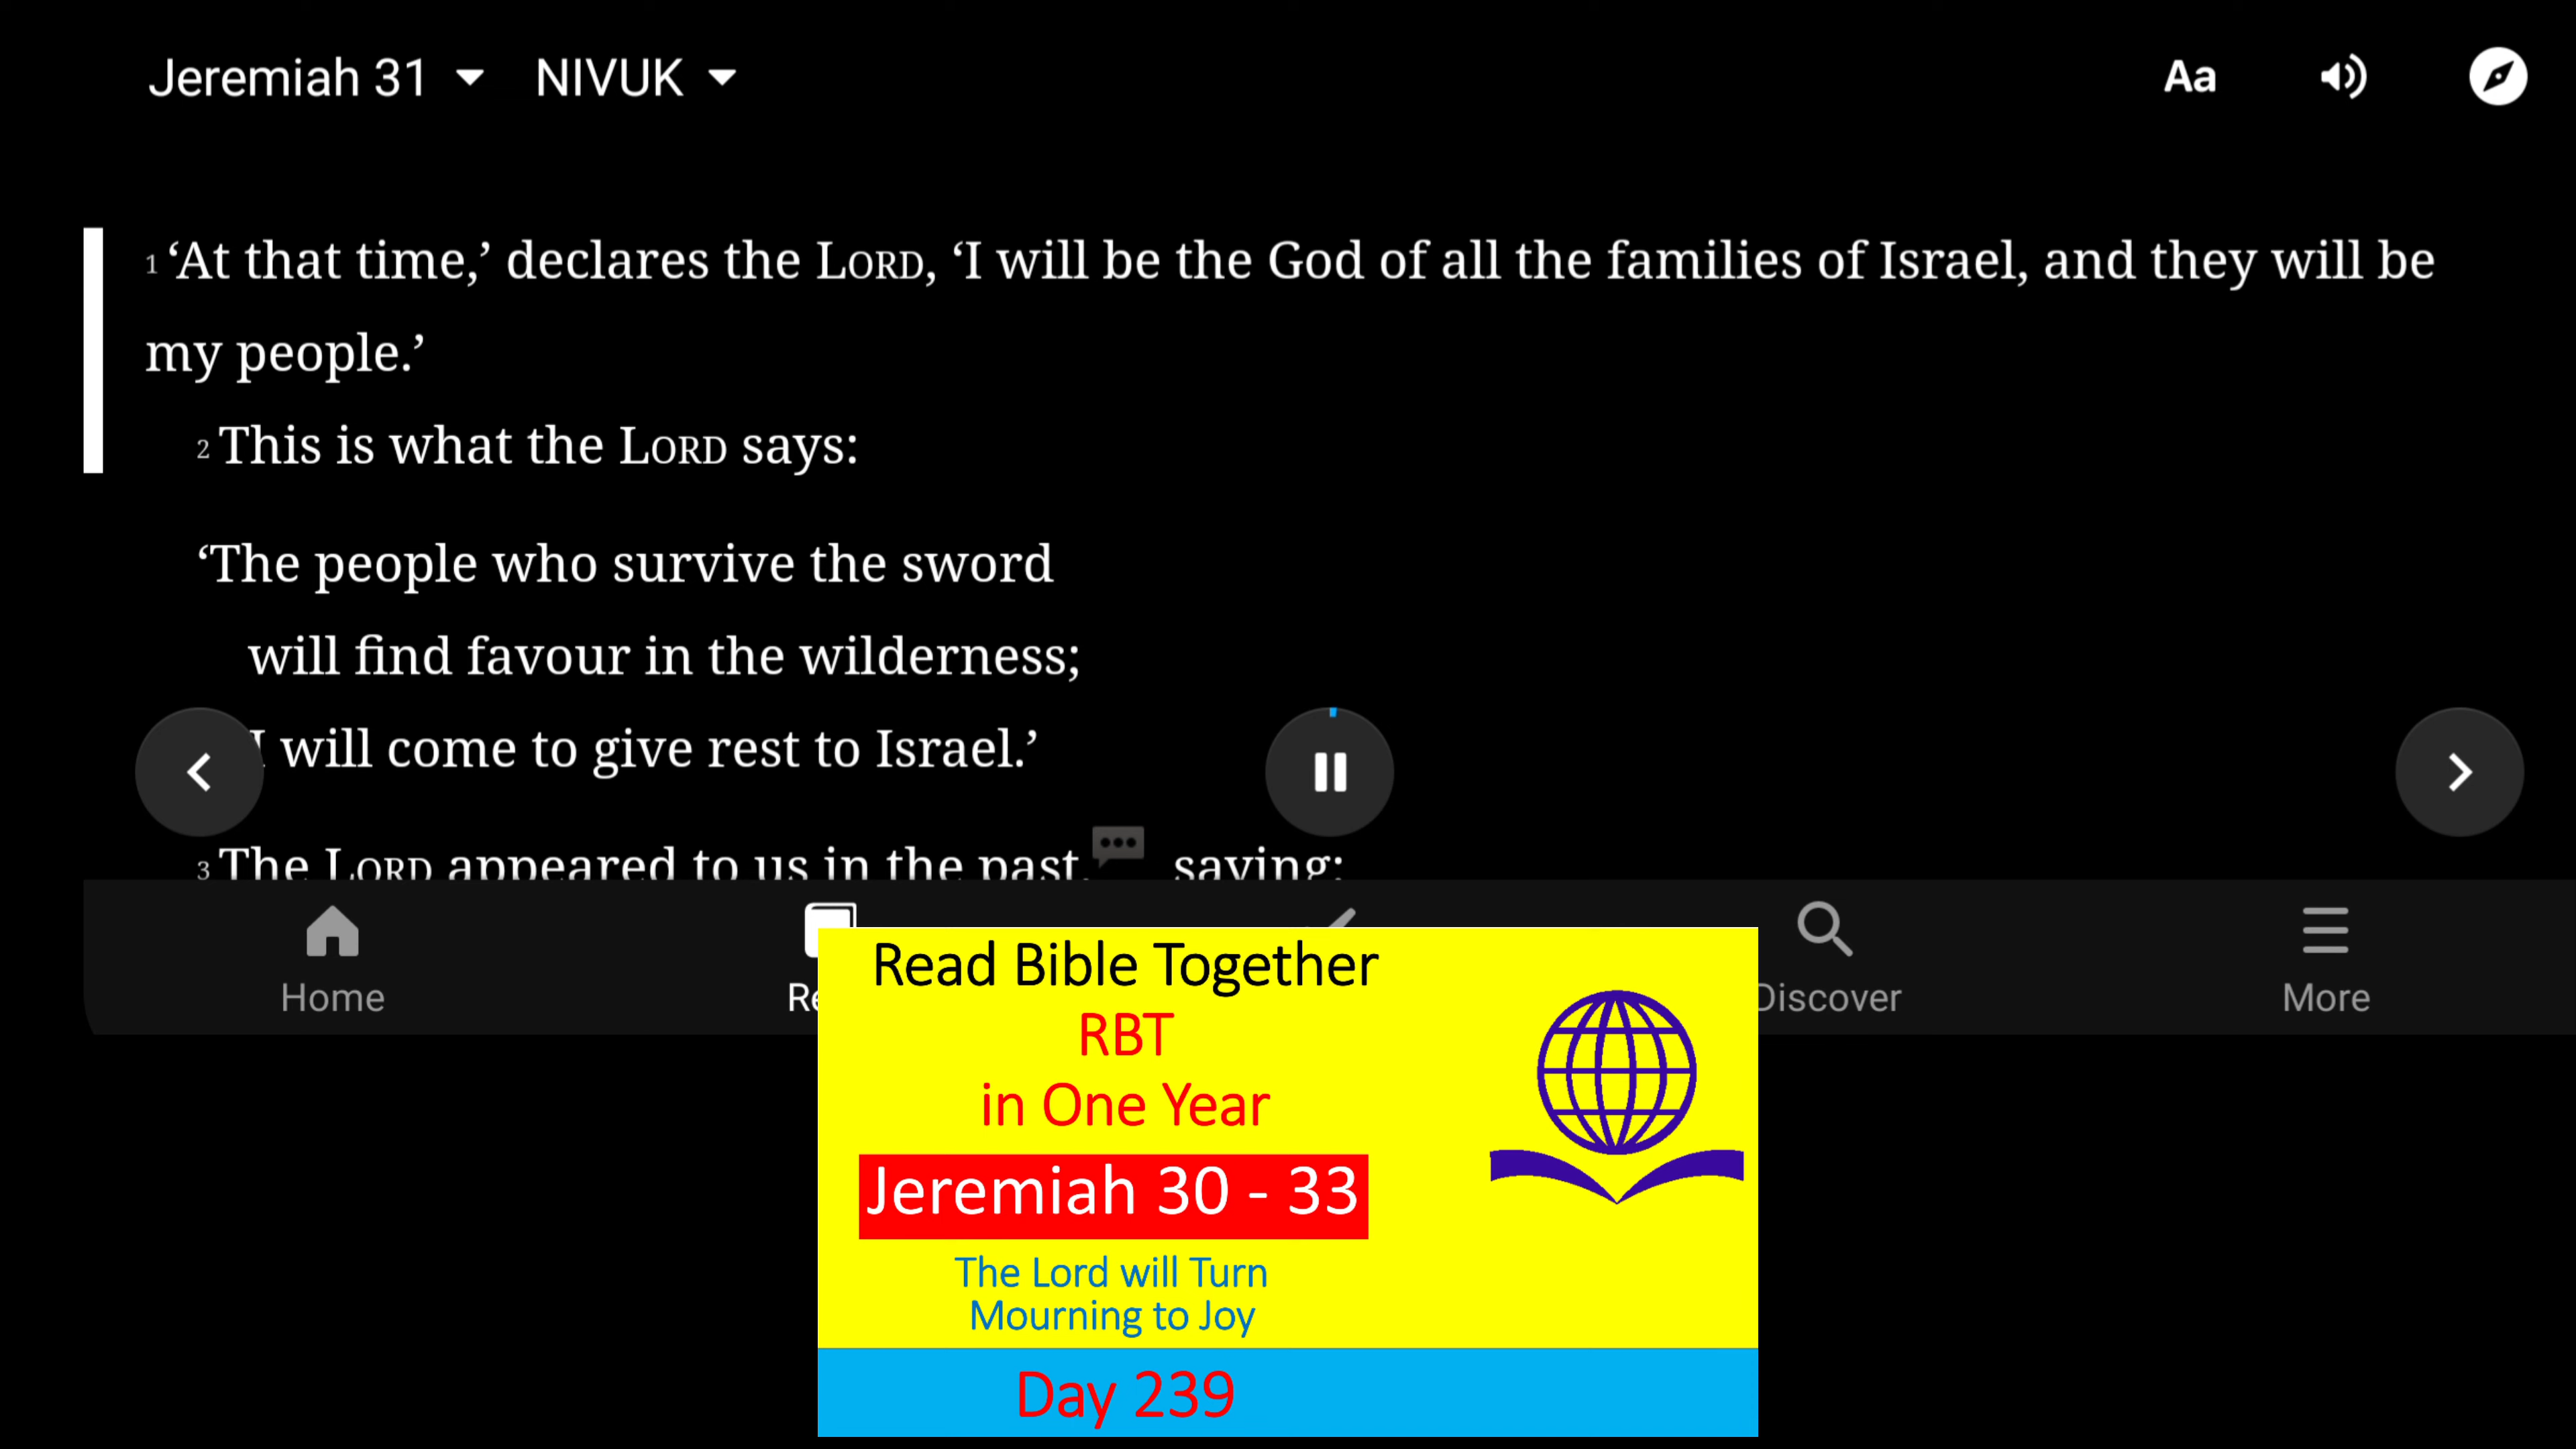 Jeremiah 31 NIVUK Aa
1 ‘At that time,’ declares the LORD, ‘I will be the God of all the families of Israel, and they will be
my people.’
2 This is what the LORD says:
‘The people who survive the sword
will find favour in the wilderness;
I will come to give rest to Israel.’
3 The LORD appeared to us in the past, saying:
Home Discover More
Read Bible Together
RBT
in One Year
Jeremiah 30 - 33
The Lord will Turn
Mourning to Joy
Day 239